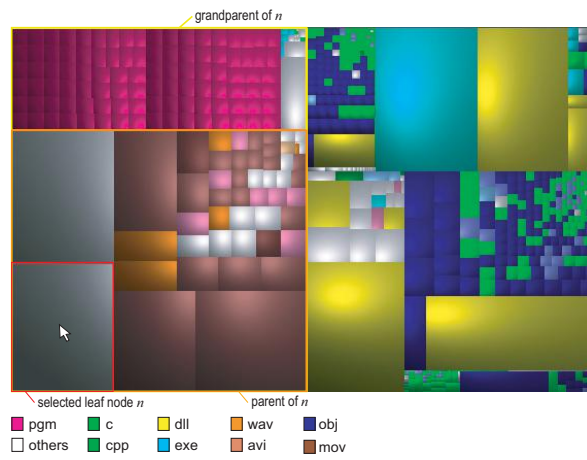 grandparent of n
selected leaf node n
parent of n
pgm c dll wav obj
others cpp exe avi mov